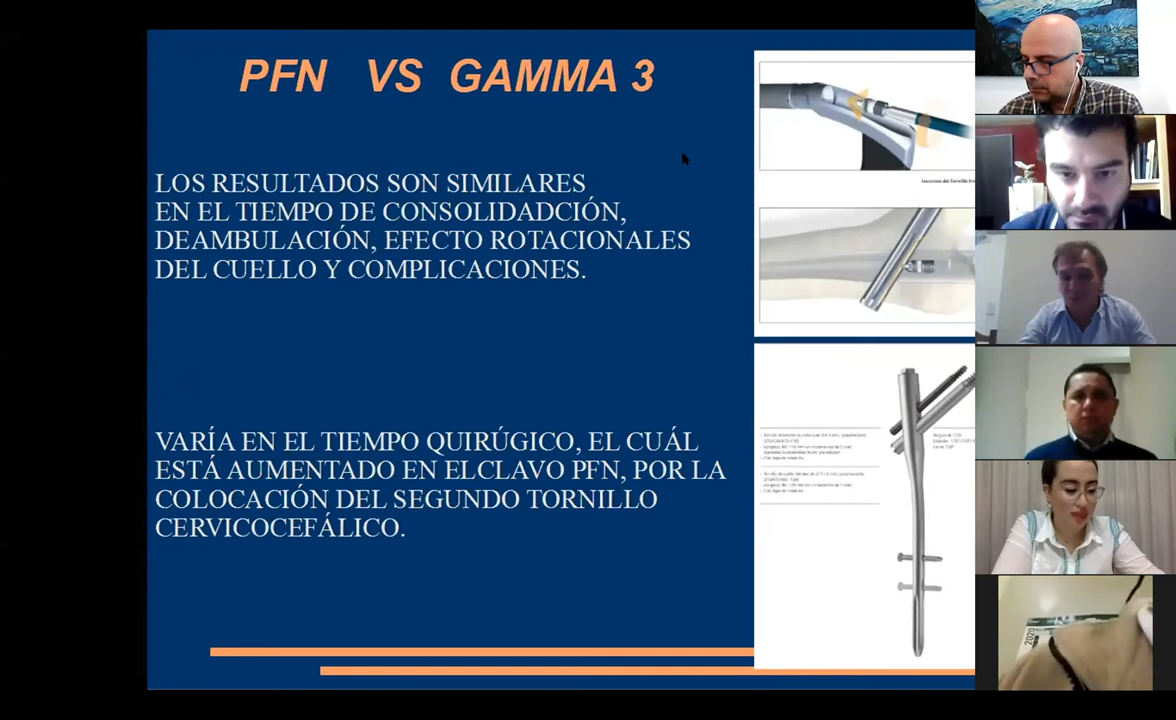 PFN VS GAMMA 3
LOS RESULTADOS SON SIMILARES
EN EL TIEMPO DE CONSOLIDADCIÓN,
DEAMBULACIÓN, EFECTO ROTACIONALES
DEL CUELLO Y COMPLICACIONES.
VARÍA EN EL TIEMPO QUIRÚGICO, EL CUÁL
ESTÁ AUMENTADO EN ELCLAVO PFN, POR LA
COLOCACIÓN DEL SEGUNDO TORNILLO
CERVICOCEFÁLICO.
2020